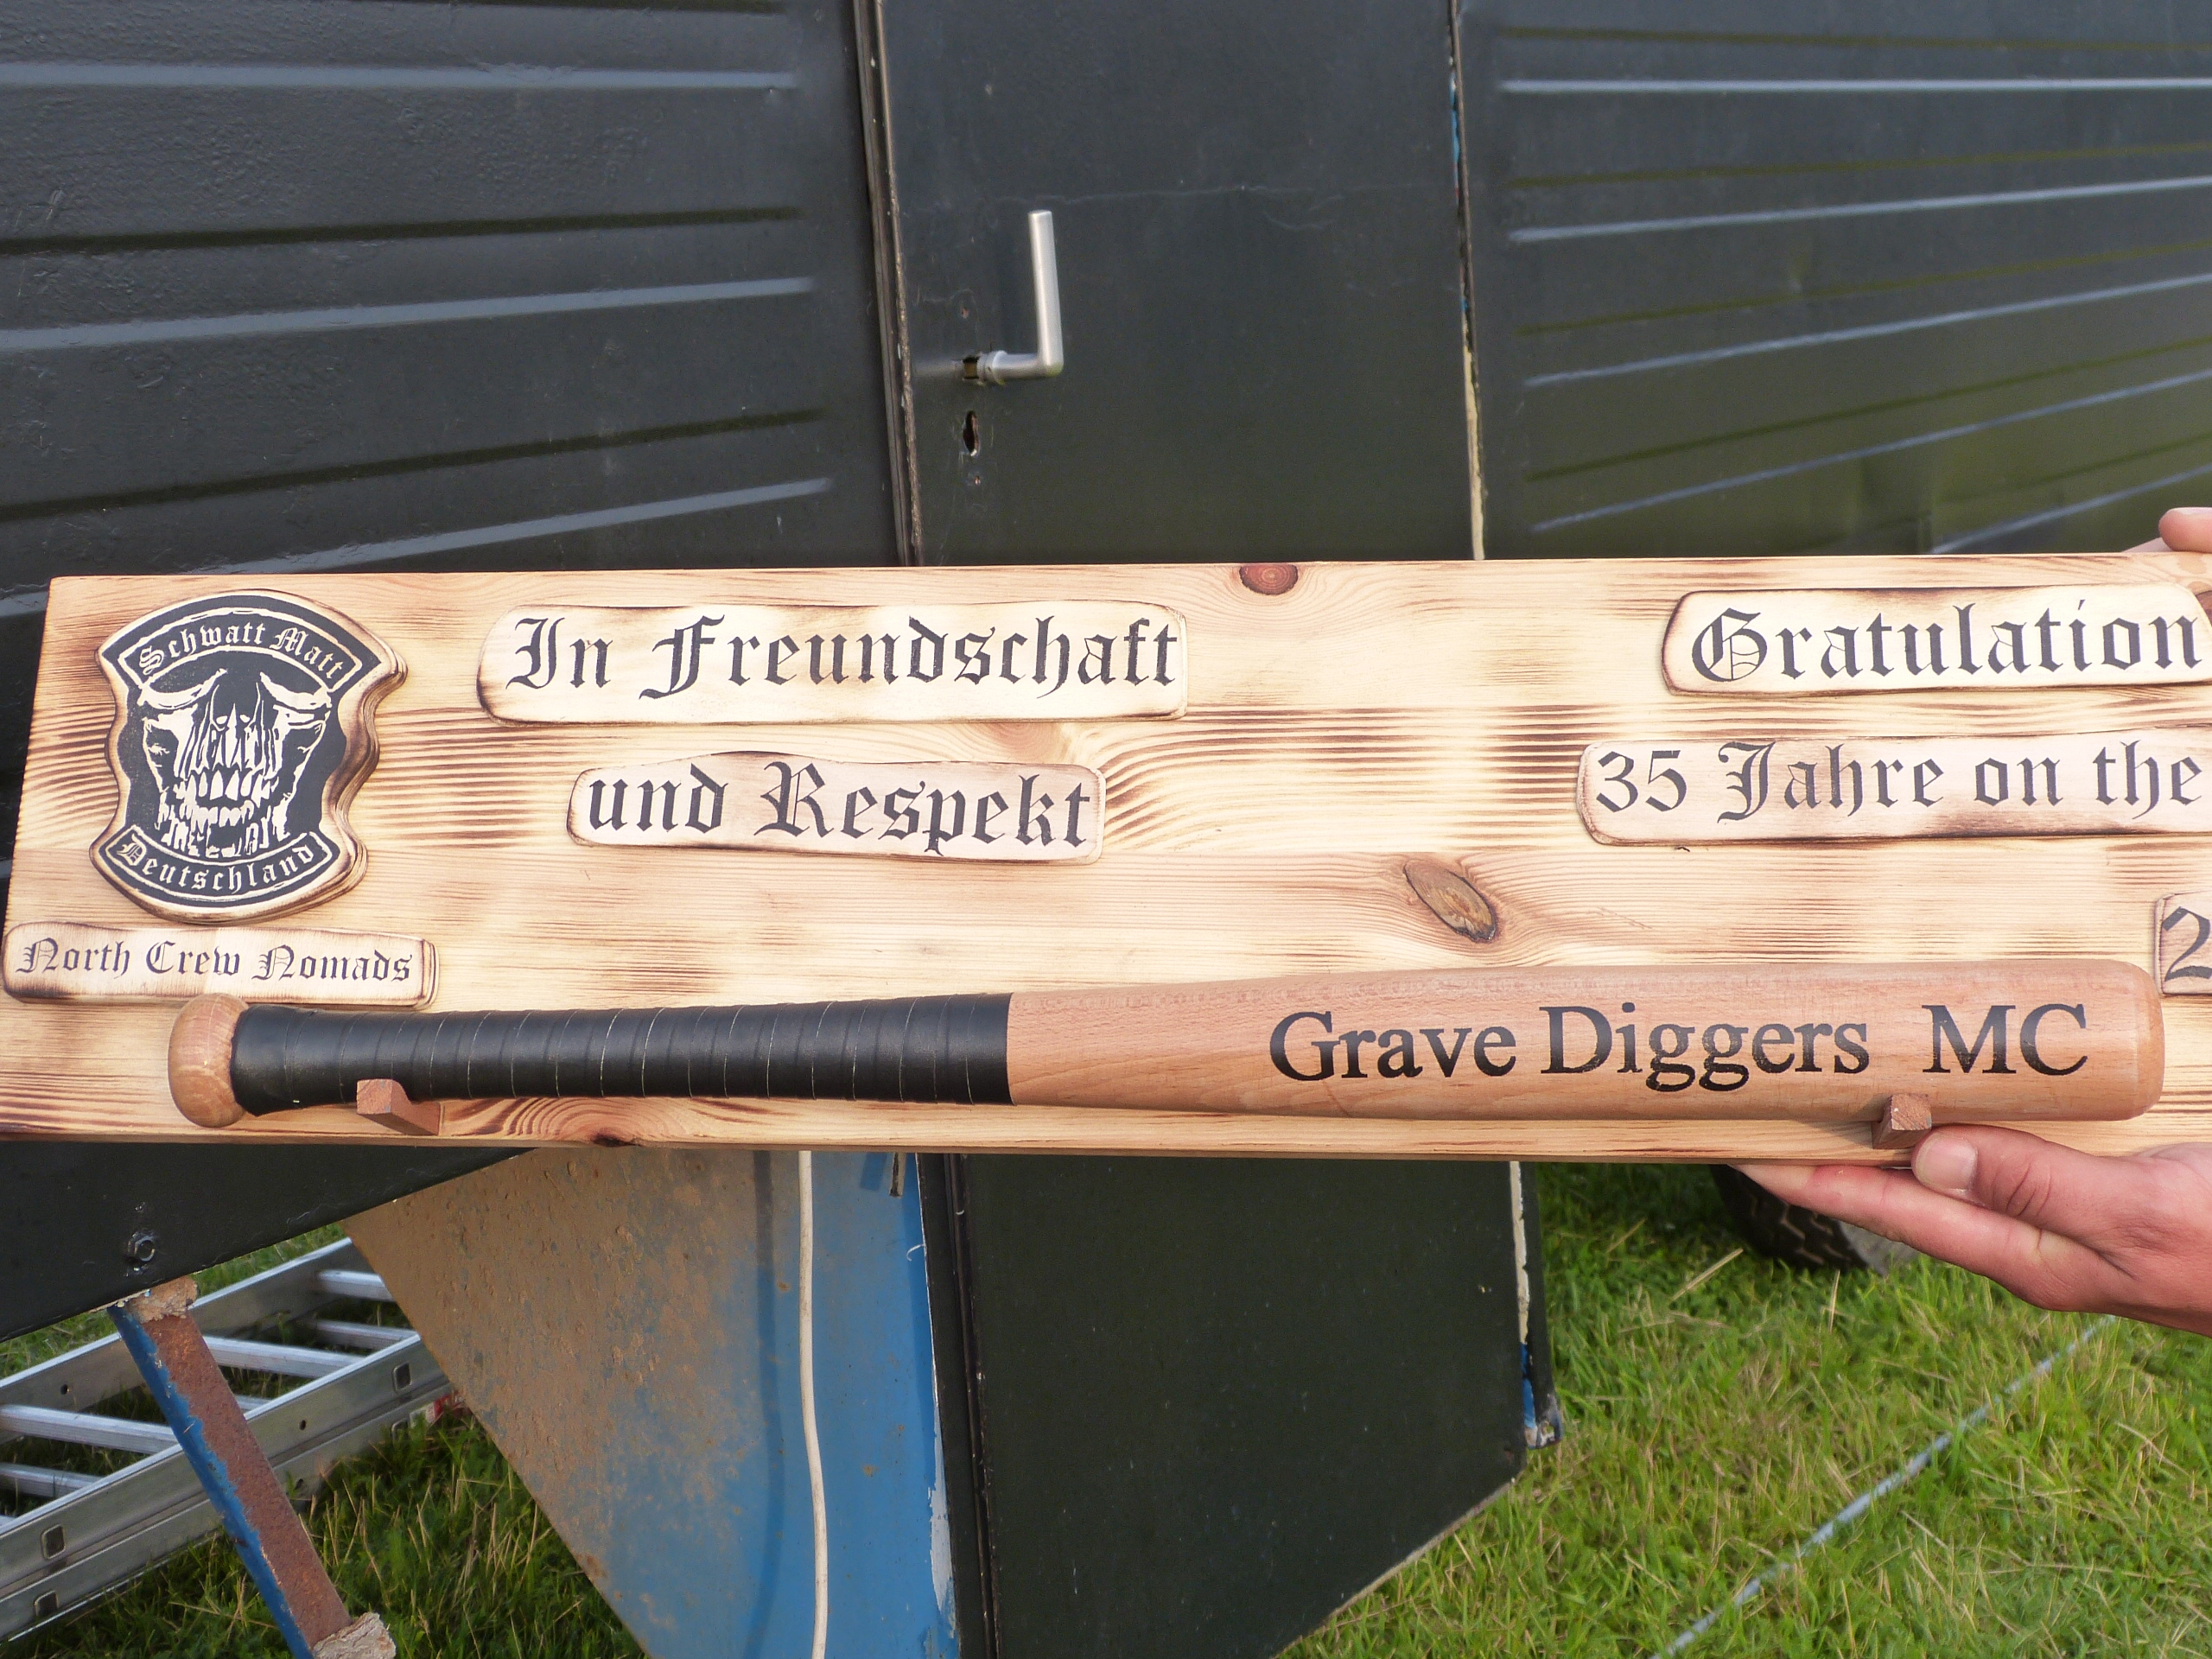 Schwatt Matt
Deutschland
North Crew Nomads
In Freundschaft
und Respekt
Gratulation
35 Jahre on the
2
Grave Diggers MC